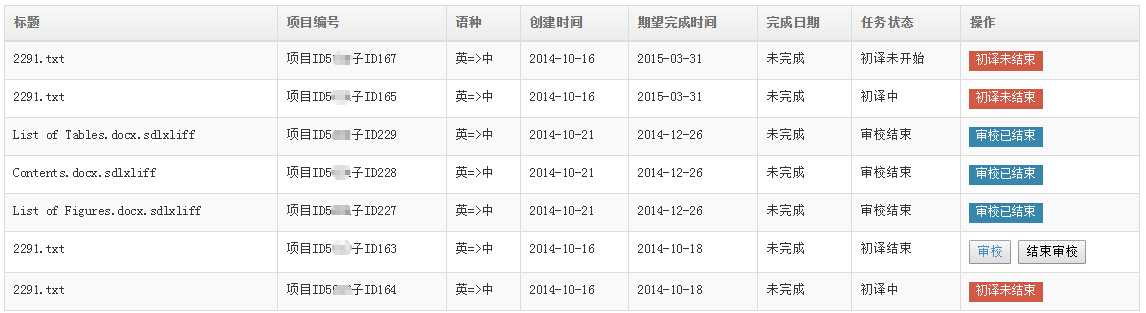 标题 项目编号 语种 创建时间 期望完成时间 完成日期 任务状态 操作
2291.txt 项目ID5 子ID167 英=>中 2014-10-16 2015-03-31 未完成 初译未开始 初译未结束
2291.txt 项目ID5 子ID165 英=>中 2014-10-16 2015-03-31 未完成 初译中 初译未结束
List of Tables.docx.sdlxliff 项目ID5 子ID229 英=>中 2014-10-21 2014-12-26 未完成 审校结束 审校已结束
Contents.docx.sdlxliff 项目ID5 子ID228 英=>中 2014-10-21 2014-12-26 未完成 审校结束 审校已结束
List of Figures.docx.sdlxliff 项目ID5 子ID227 英=>中 2014-10-21 2014-12-26 未完成 审校结束 审校已结束
2291.txt 项目ID5 子ID163 英=>中 2014-10-16 2014-10-18 未完成 初译结束 审校 结束审校
2291.txt 项目ID5 子ID164 英=>中 2014-10-16 2014-10-18 未完成 初译中 初译未结束